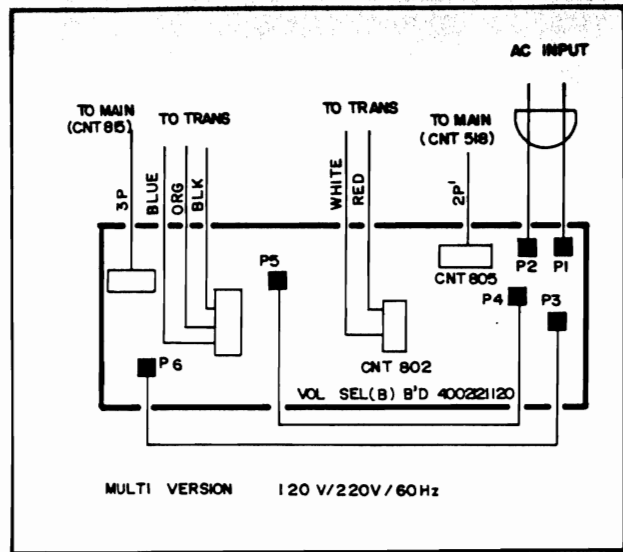 AC INPUT
TO MAIN
(CNT 815)
TO TRANS
TO TRANS
TO MAIN
(CNT 518)
3P
BLUE
ORG
BLK
WHITE
RED
2P'
P5
CNT 805
P2
P1
P4
P3
P6
CNT 802
VOL SEL(B) B'D 4002121120
MULTI VERSION 120 V/220V/60Hz